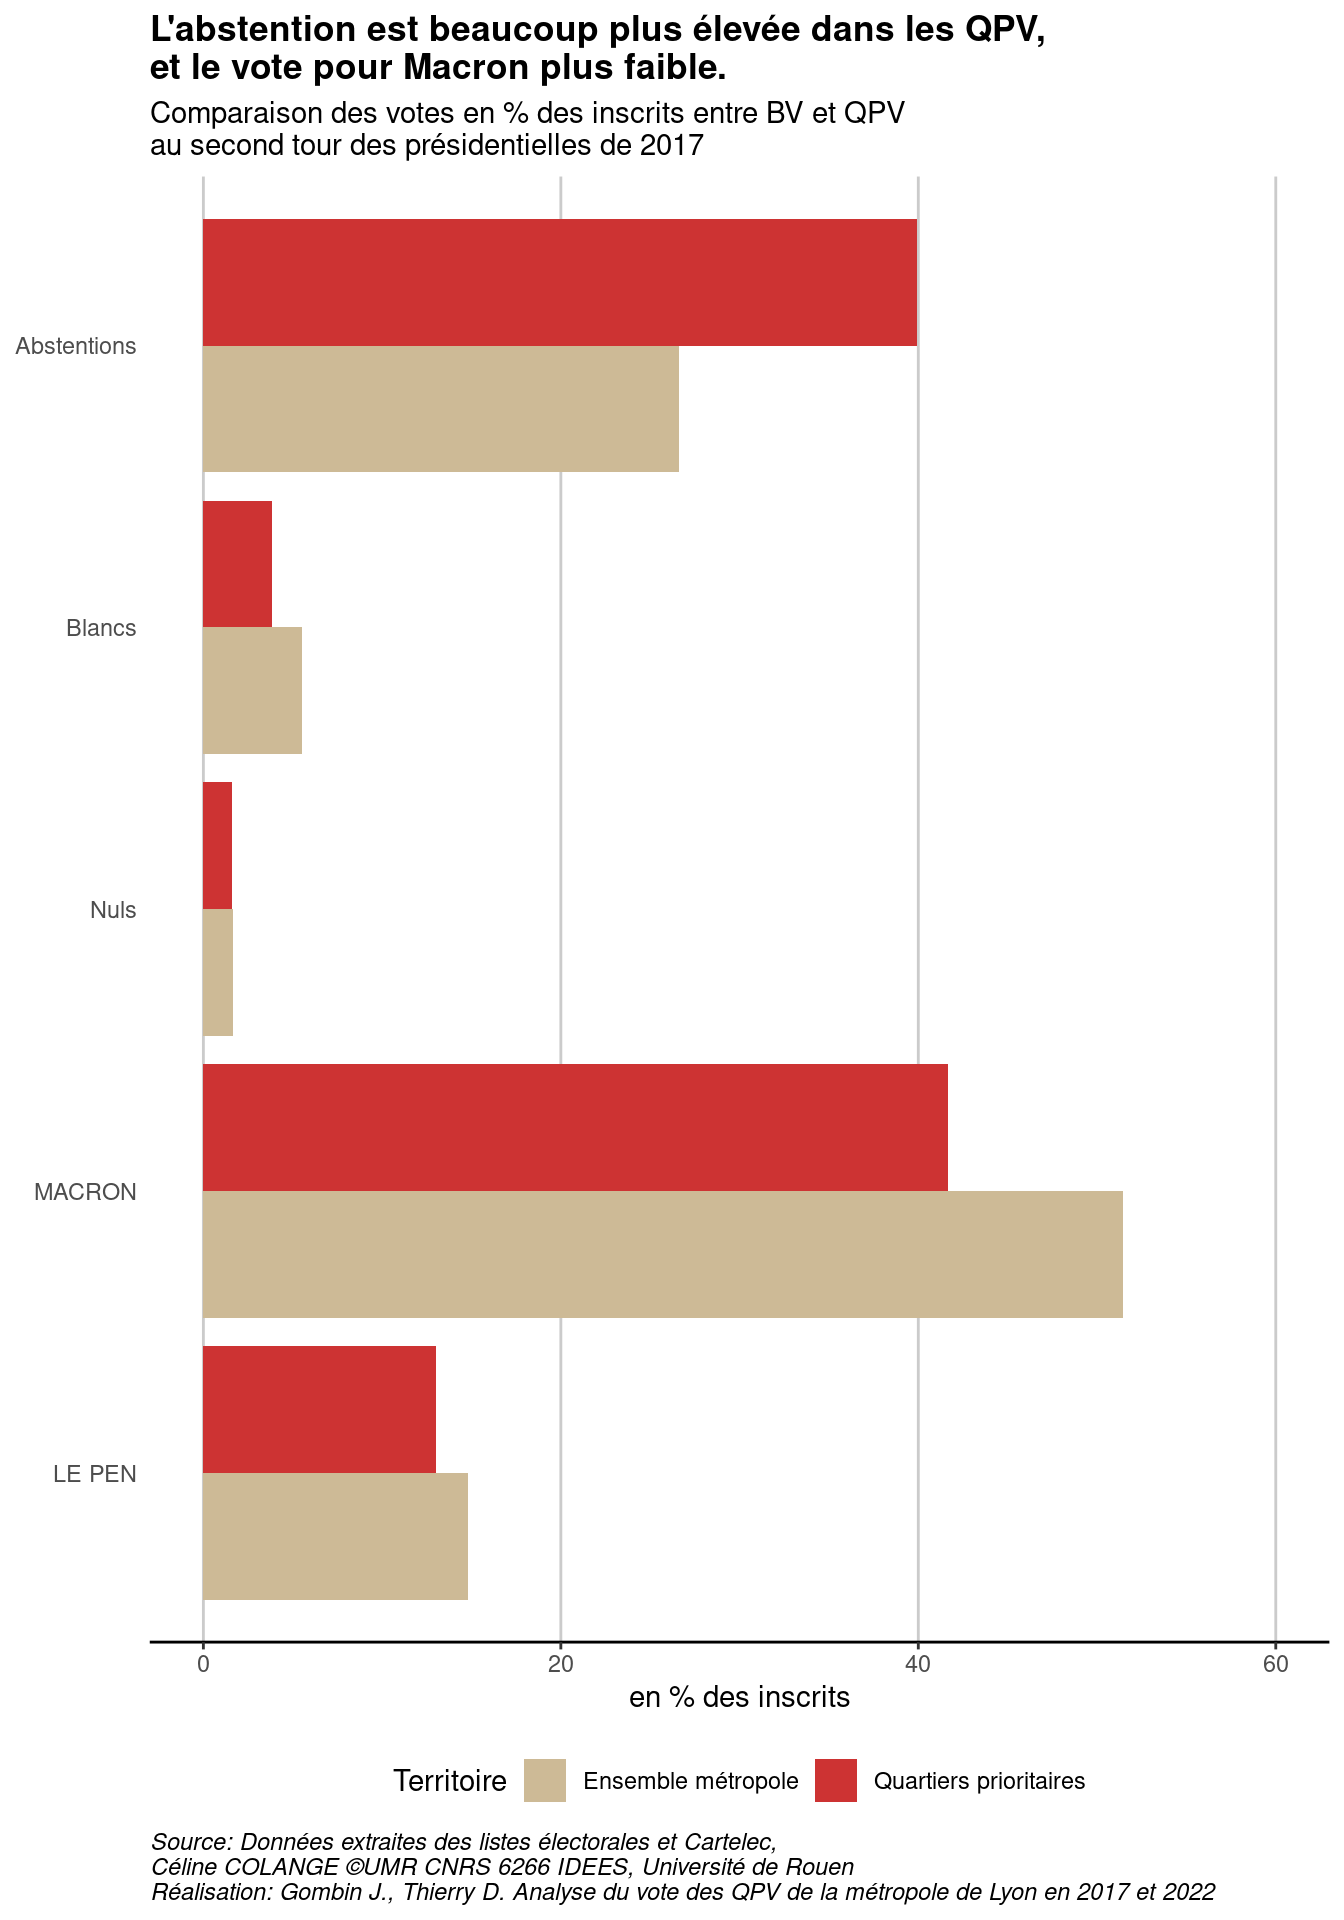 L'abstention est beaucoup plus élevée dans les QPV,
et le vote pour Macron plus faible.
Comparaison des votes en % des inscrits entre BV et QPV
au second tour des présidentielles de 2017
Abstentions
Blancs
Nuls
MACRON
LE PEN
0 20 40 60
en % des inscrits
Territoire Ensemble métropole Quartiers prioritaires
Source: Données extraites des listes électorales et Cartelec,
Céline COLANGE ©UMR CNRS 6266 IDEES, Université de Rouen
Réalisation: Gombin J., Thierry D. Analyse du vote des QPV de la métropole de Lyon en 2017 et 2022